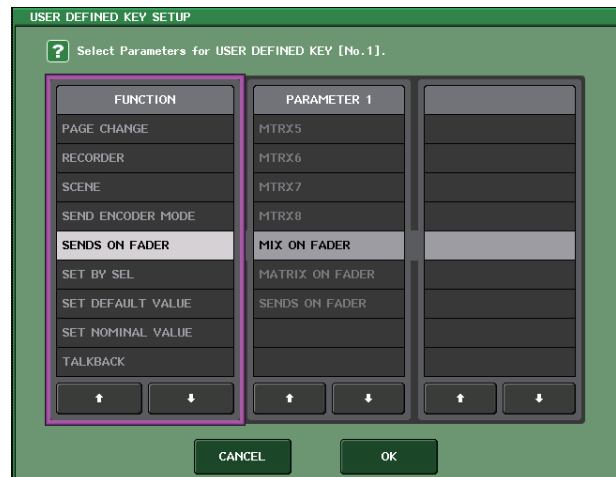 USER DEFINED KEY SETUP
? Select Parameters for USER DEFINED KEY [No.1].
FUNCTION
PAGE CHANGE
RECORDER
SCENE
SEND ENCODER MODE
SENDS ON FADER
SET BY SEL
SET DEFAULT VALUE
SET NOMINAL VALUE
TALKBACK
PARAMETER 1
MTRX5
MTRX6
MTRX7
MTRX8
MIX ON FADER
MATRIX ON FADER
SENDS ON FADER
CANCEL
OK